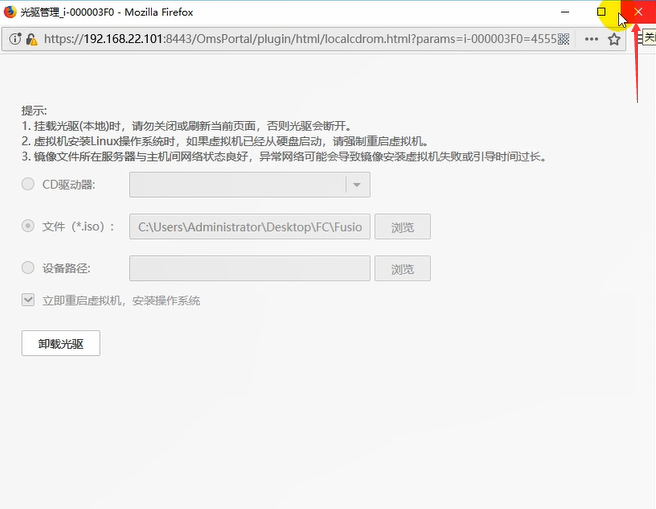 光驱管理_i-000003F0 - Mozilla Firefox
https://192.168.22.101:8443/OmsPortal/plugin/html/localcdrom.html?params=i-000003F0=4555
提示:
1. 挂载光驱(本地)时，请勿关闭或刷新当前页面，否则光驱会断开。
2. 虚拟机安装Linux操作系统时，如果虚拟机已经从硬盘启动，请强制重启虚拟机。
3. 镜像文件所在服务器与主机间网络状态良好，异常网络可能会导致镜像安装虚拟机失败或引导时间过长。
CD驱动器:
文件（*.iso）: C:\Users\Administrator\Desktop\FC\Fusio 浏览
设备路径: 浏览
立即重启虚拟机，安装操作系统
卸载光驱